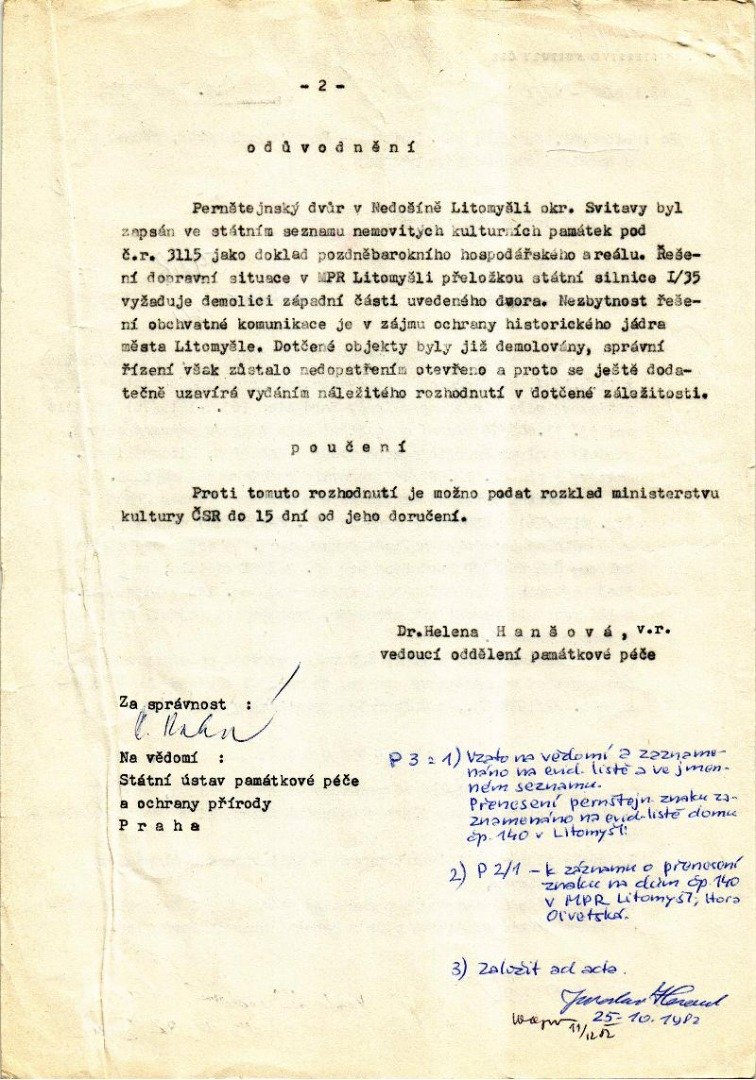 - 2 -
o d ů v o d n ě n í
Pernštejnský dvůr v Nedošíně Litomyšli okr. Svitavy byl
zapsán ve státním seznamu nemovitých kulturních památek pod
č.r. 3115 jako doklad pozdněbarokního hospodářského areálu. Řeše-
ní dopravní situace v MPR Litomyšli přeložkou státní silnice I/35
vyžaduje demolici západní části uvedeného dvora. Nezbytnost řeše-
ní obchvatné komunikace je v zájmu ochrany historického jádra
města Litomyšle. Dotčené objekty byly již demolovány, správní
řízení však zůstalo nedopatřením otevřeno a proto se ještě doda-
tečně uzavírá vydáním náležitého rozhodnutí v dotčené záležitosti.
p o u č e n í
Proti tomuto rozhodnutí je možno podat rozklad ministerstvu
kultury ČSR do 15 dní od jeho doručení.
Dr.Helena H a n š o v á , v.r.
vedoucí oddělení památkové péče
Za správnost :
Na vědomí :
Státní ústav památkové péče
a ochrany přírody
P r a h a
P 3 : 1) Vzato na vědomí a zazname-
náno na evid. listě a ve jmen-
ném seznamu.
Přenesení pernštejn. znaku za-
znamenáno na evid. listě domu
čp. 140 v Litomyšli.
2) P 2/1 - k záznamu o přenesení
znaku na dům čp. 140
v MPR Litomyšl, Hora
Olivetská.
3) Založit ad acta.
Jaroslav
25-10.1982
11/12 82